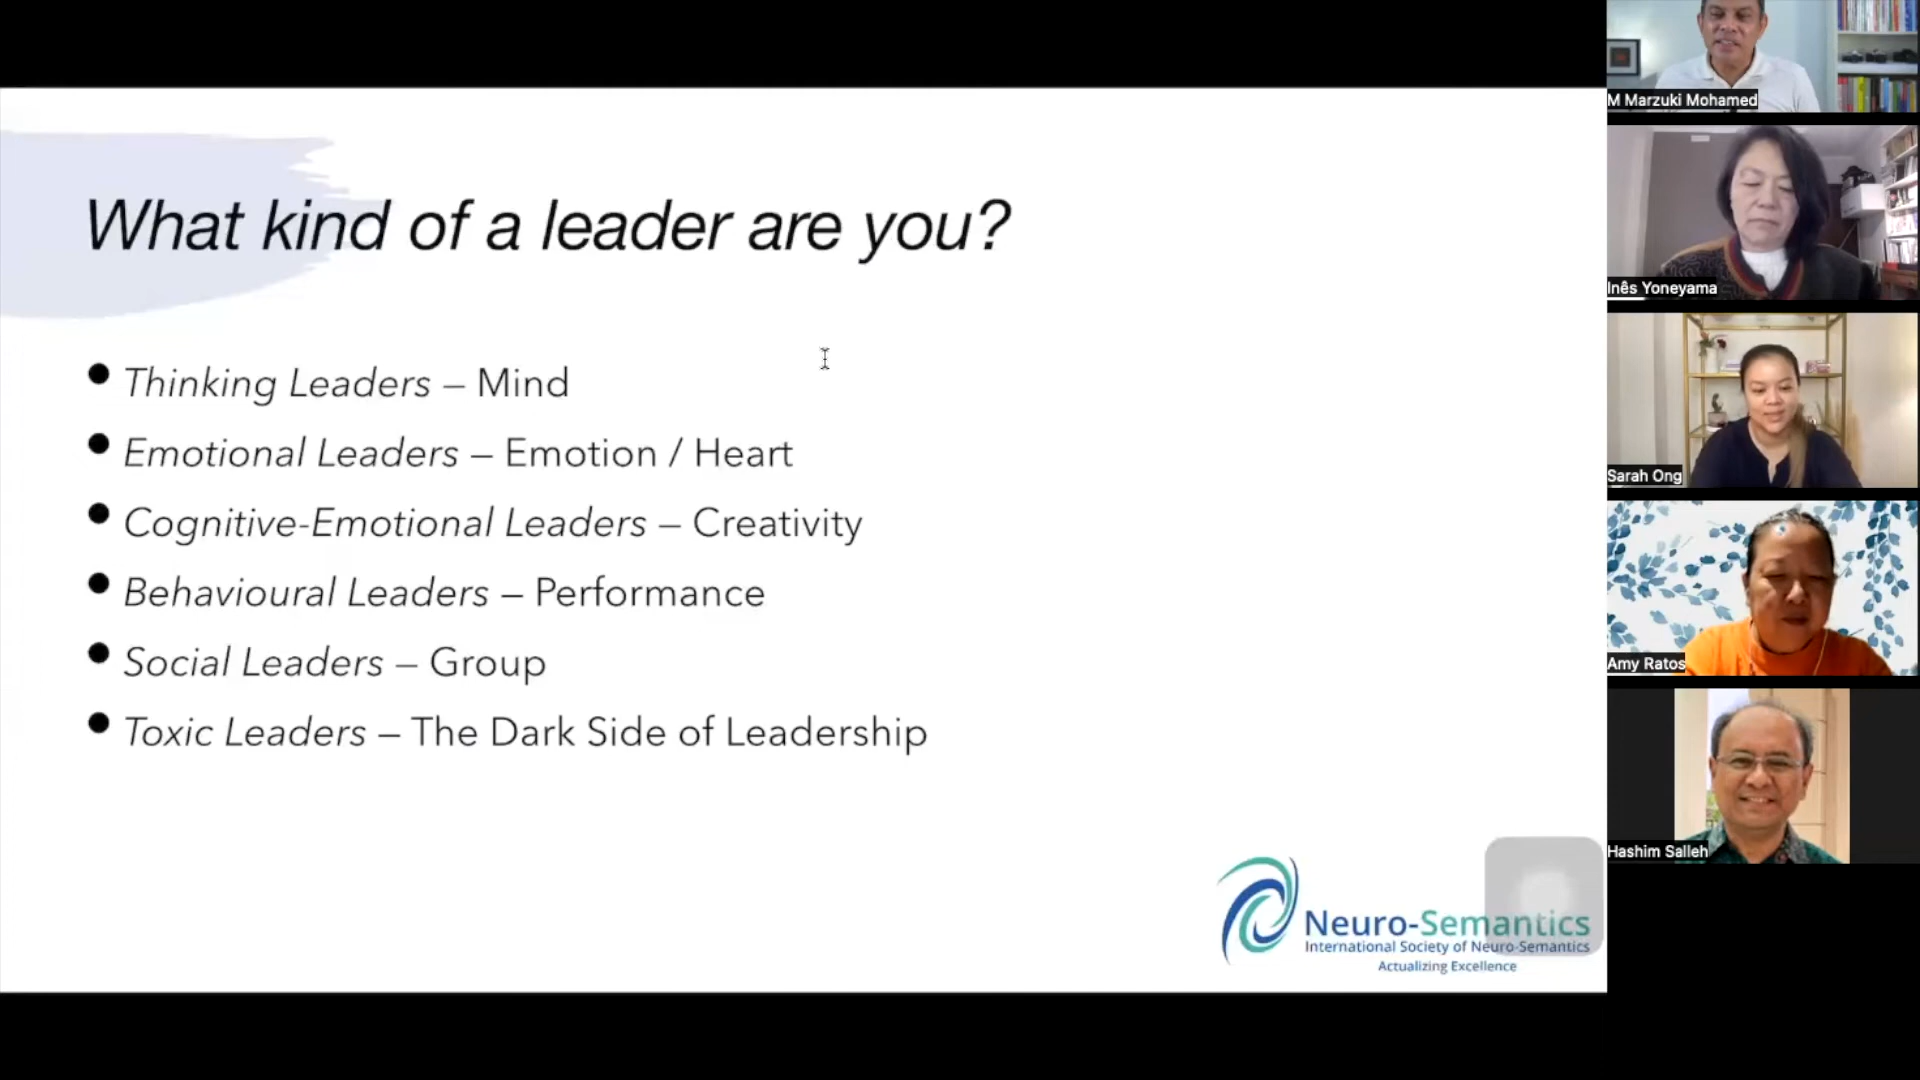 What kind of a leader are you?
Thinking Leaders – Mind
Emotional Leaders – Emotion / Heart
Cognitive-Emotional Leaders – Creativity
Behavioural Leaders – Performance
Social Leaders – Group
Toxic Leaders – The Dark Side of Leadership
Neuro-Semantics
International Society of Neuro-Semantics
Actualizing Excellence
M Marzuki Mohamed
Inês Yoneyama
Sarah Ong
Amy Ratos
Hashim Salleh